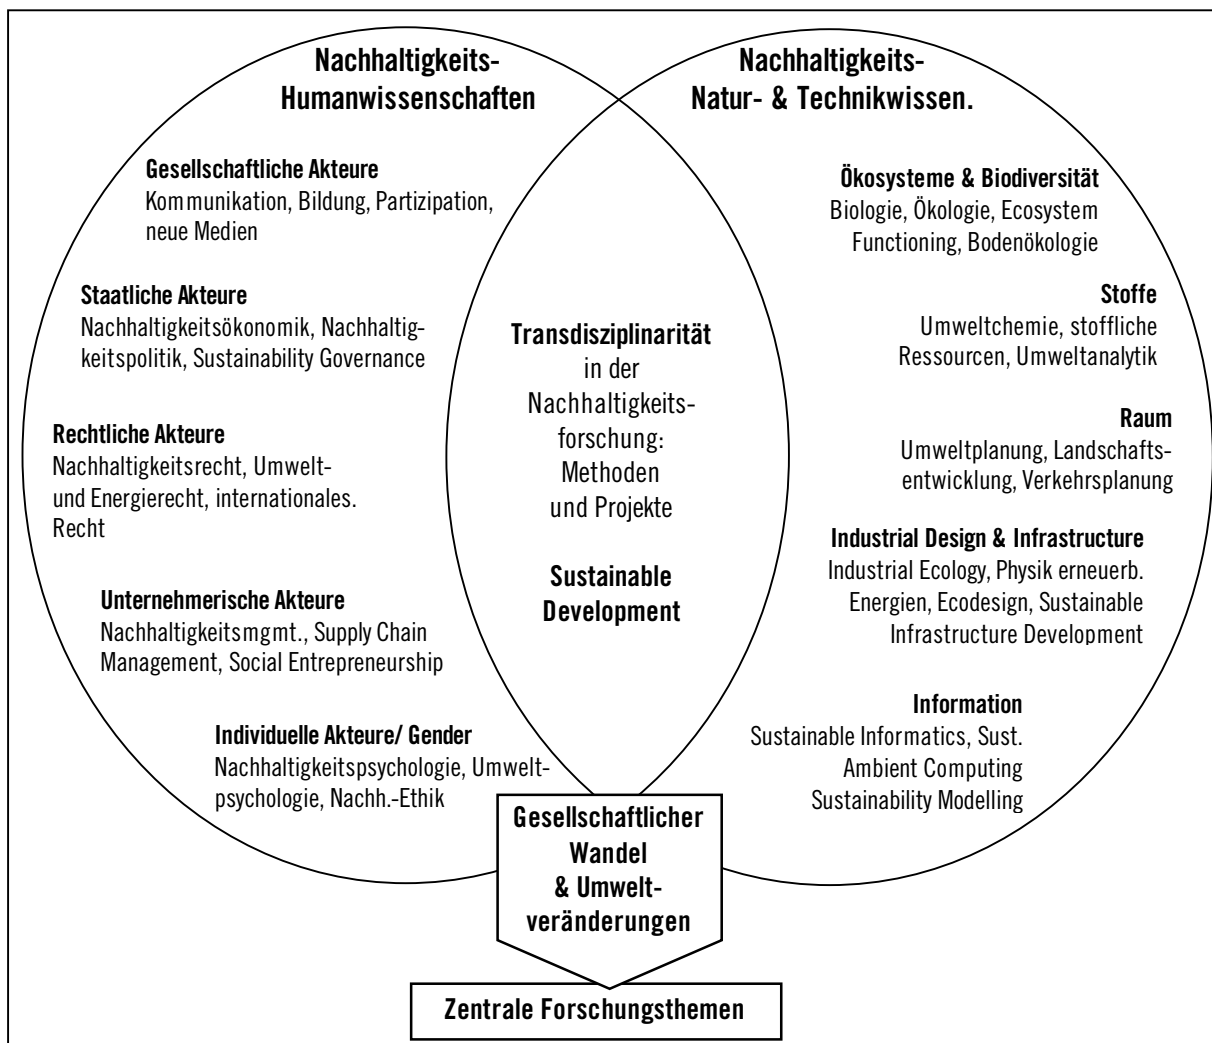 Nachhaltigkeits-
Humanwissenschaften
Gesellschaftliche Akteure
Kommunikation, Bildung, Partizipation,
neue Medien
Staatliche Akteure
Nachhaltigkeitsökonomik, Nachhaltig-
keitspolitik, Sustainability Governance
Rechtliche Akteure
Nachhaltigkeitsrecht, Umwelt-
und Energierecht, internationales.
Recht
Unternehmerische Akteure
Nachhaltigkeitsmgmt., Supply Chain
Management, Social Entrepreneurship
Individuelle Akteure/ Gender
Nachhaltigkeitspsychologie, Umwelt-
psychologie, Nachh.-Ethik
Transdisziplinarität
in der
Nachhaltigkeits-
forschung:
Methoden
und Projekte
Sustainable
Development
Nachhaltigkeits-
Natur- & Technikwissen.
Ökosysteme & Biodiversität
Biologie, Ökologie, Ecosystem
Functioning, Bodenökologie
Stoffe
Umweltchemie, stoffliche
Ressourcen, Umweltanalytik
Raum
Umweltplanung, Landschafts-
entwicklung, Verkehrsplanung
Industrial Design & Infrastructure
Industrial Ecology, Physik erneuerb.
Energien, Ecodesign, Sustainable
Infrastructure Development
Information
Sustainable Informatics, Sust.
Ambient Computing
Sustainability Modelling
Gesellschaftlicher
Wandel
& Umwelt-
veränderungen
Zentrale Forschungsthemen